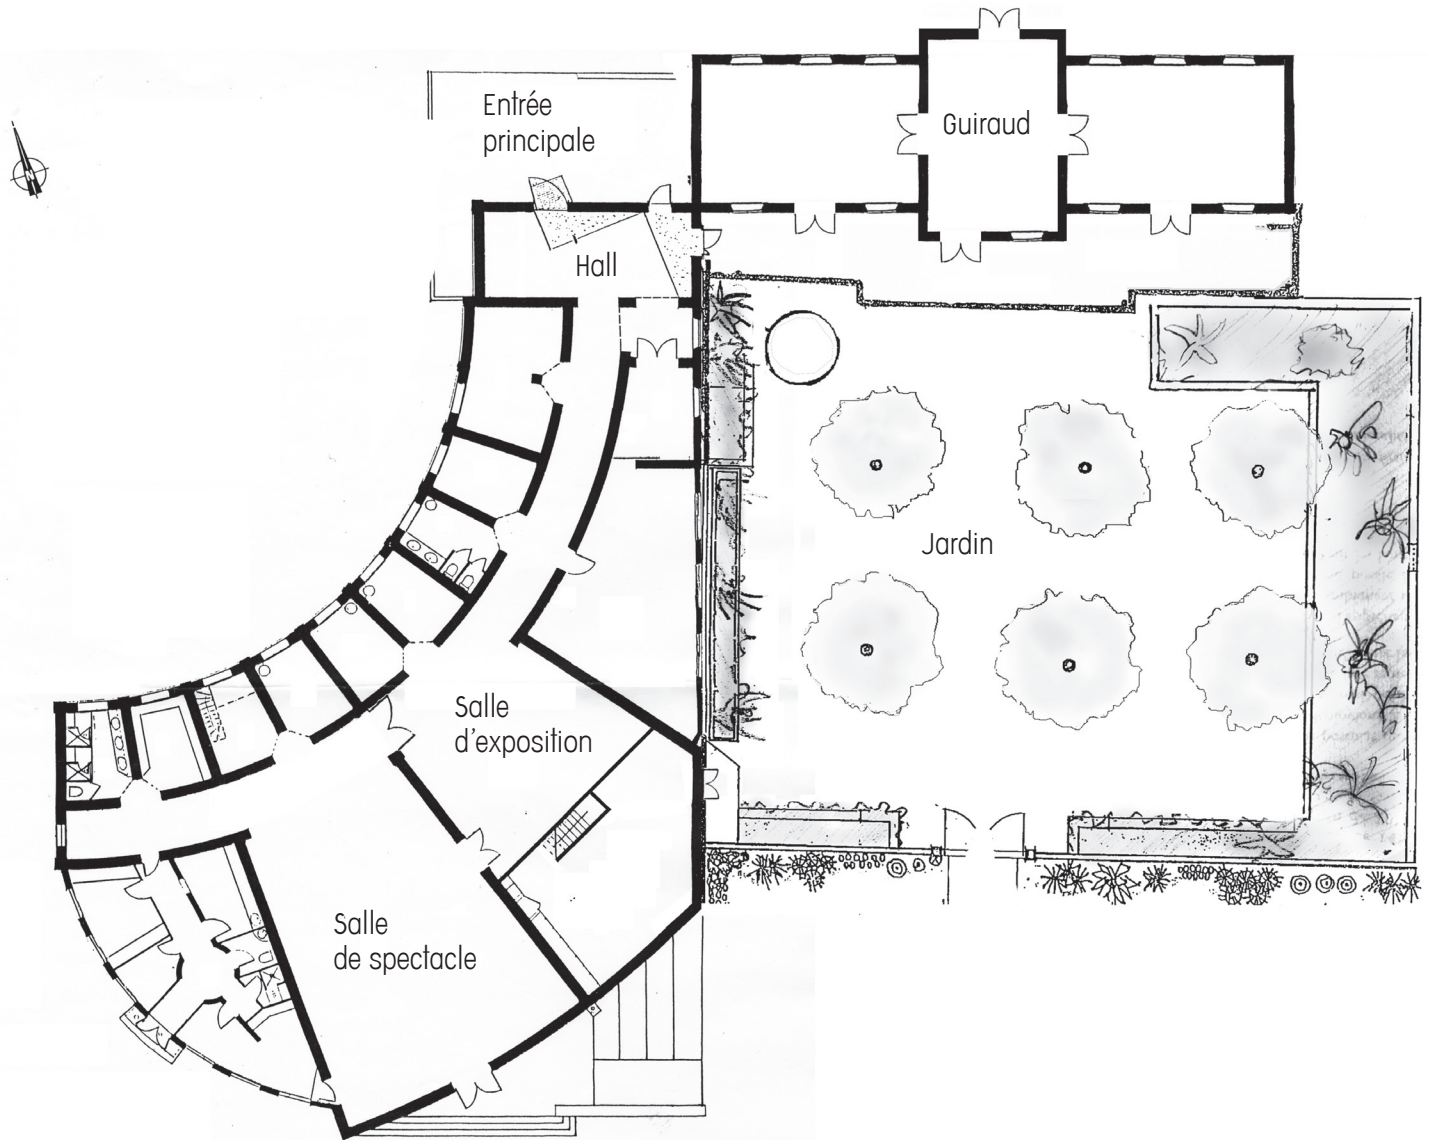 Entrée
principale
Guiraud
Hall
Jardin
Salle
d'exposition
Salle
de spectacle